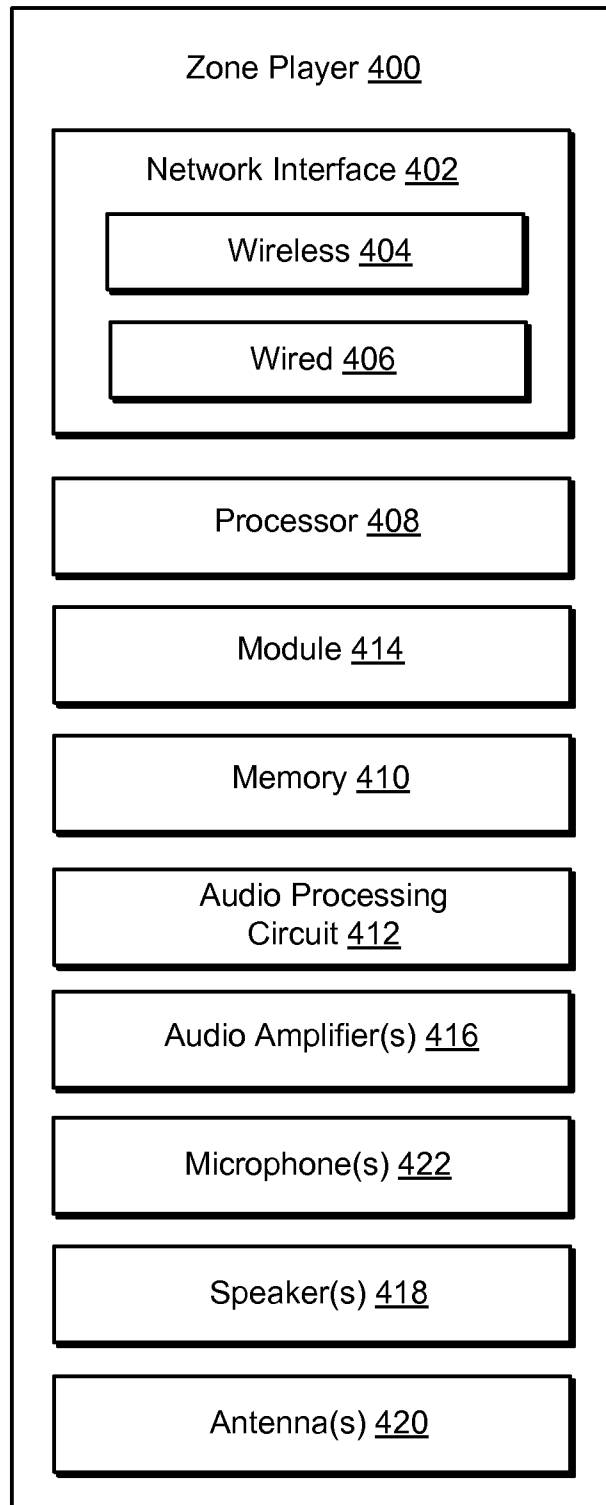 Zone Player 400
Network Interface 402
Wireless 404
Wired 406
Processor 408
Module 414
Memory 410
Audio Processing
Circuit 412
Audio Amplifier(s) 416
Microphone(s) 422
Speaker(s) 418
Antenna(s) 420